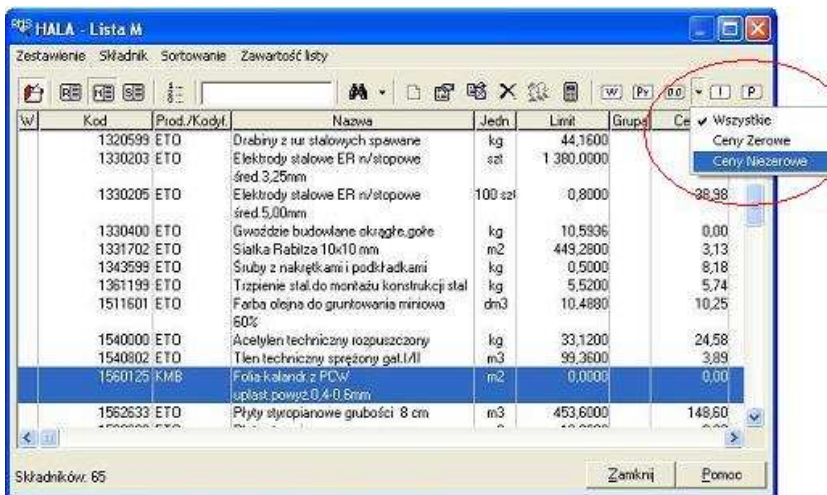 HALA - Lista M
Zestawienie Składnik Sortowanie Zawartość listy
W Py 0.0 I P
Wszystkie
Ceny Zerowe
Ceny Niezerowe
W Kod Prod./Kodyf. Nazwa Jedn Limit Grupa
1320599 ETO Drabiny z rur stalowych spawane kg 44,1600
1330203 ETO Elektrody stalowe ER n/stopowe szt 1 380,0000
śred.3,25mm
1330205 ETO Elektrody stalowe ER n/stopowe 100 szt 0,8000 38,98
śred.5,00mm
1330400 ETO Gwoździe budowlane okrągłe,gołe kg 10,5936 0,00
1331702 ETO Siatka Rabitza 10x10 mm m2 449,2800 3,13
1343599 ETO Śruby z nakrętkami i podkładkami kg 0,5000 8,18
1361199 ETO Trzpienie stal.do montażu konstrukcji stal kg 5,5200 5,74
1511601 ETO Farba olejna do gruntowania miniowa dm3 10,4880 10,25
60%
1540000 ETO Acetylen techniczny rozpuszczony kg 33,1200 24,58
1540802 ETO Tlen techniczny sprężony gat.I/II m3 99,3600 3,89
1560125 KMB Folia kalandr.z PCW m2 0,0000 0,00
uplast.powyż.0,4-0,6mm
1562633 ETO Płyty styropianowe grubości 8 cm m3 453,6000 148,60
Składników: 65
Zamknij Pomoc